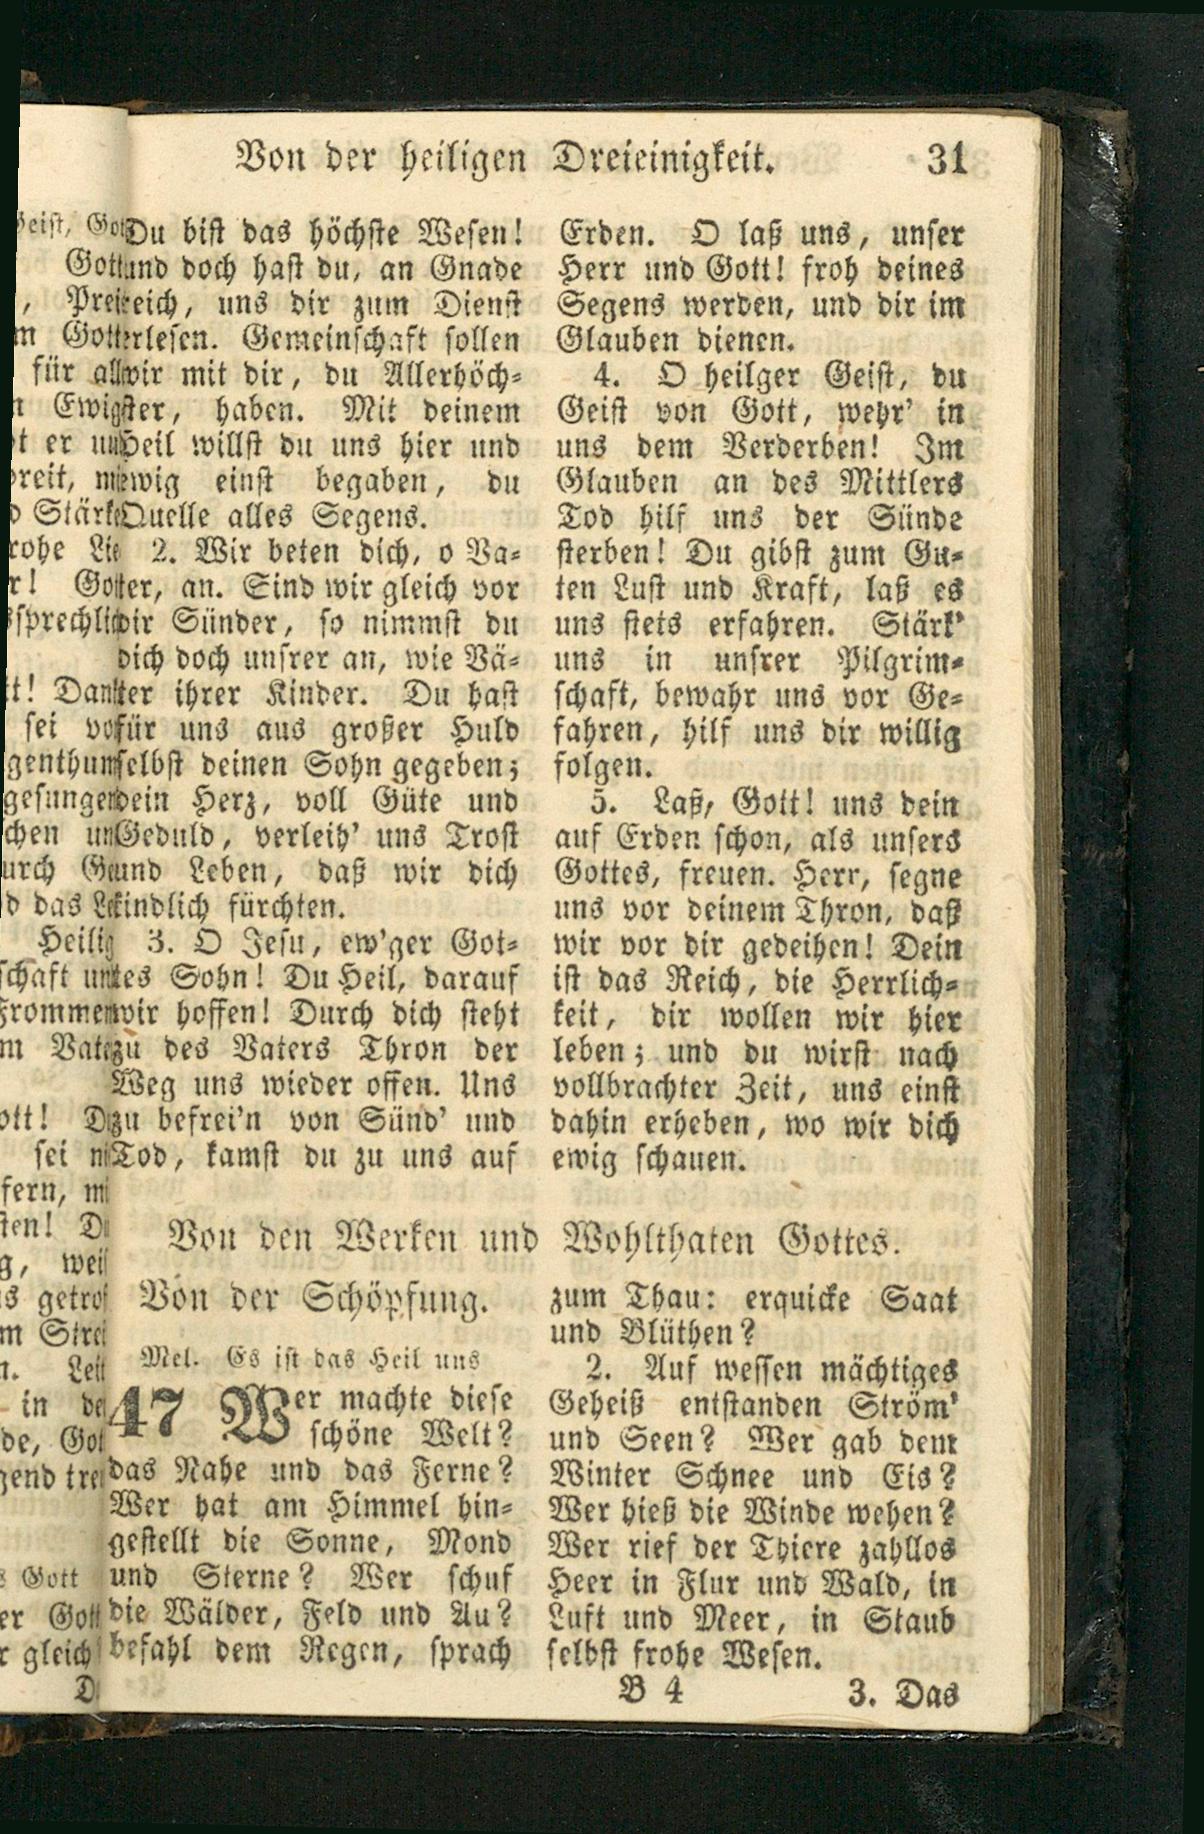 Von der heiligen Dreieinigkeit. 31
Du bist das höchste Wesen!
und doch hast du, an Gnade
reich, uns dir zum Dienst
erlesen. Gemeinschaft sollen
wir mit dir, du Allerhöch-
ster, haben. Mit deinem
Heil willst du uns hier und
ewig einst begaben, du
Quelle alles Segens.
2. Wir beten dich, o Va-
ter, an. Sind wir gleich vor
dir Sünder, so nimmst du
dich doch unsrer an, wie Vä-
ter ihrer Kinder. Du hast
für uns aus großer Huld
selbst deinen Sohn gegeben;
dein Herz, voll Güte und
Geduld, verleih' uns Trost
und Leben, daß wir dich
kindlich fürchten.
3. O Jesu, ew'ger Got-
tes Sohn! Du Heil, darauf
wir hoffen! Durch dich steht
zu des Vaters Thron der
Weg uns wieder offen. Uns
zu befrei'n von Sünd' und
Tod, kamst du zu uns auf
Erden. O laß uns, unser
Herr und Gott! froh deines
Segens werden, und dir im
Glauben dienen.
4. O heilger Geist, du
Geist von Gott, wehr' in
uns dem Verderben! Im
Glauben an des Mittlers
Tod hilf uns der Sünde
sterben! Du gibst zum Gu-
ten Lust und Kraft, laß es
uns stets erfahren. Stärk'
uns in unsrer Pilgrim-
schaft, bewahr uns vor Ge-
fahren, hilf uns dir willig
folgen.
5. Laß, Gott! uns dein
auf Erden schon, als unsers
Gottes, freuen. Herr, segne
uns vor deinem Thron, daß
wir vor dir gedeihen! Dein
ist das Reich, die Herrlich-
keit, dir wollen wir hier
leben; und du wirst nach
vollbrachter Zeit, uns einst
dahin erheben, wo wir dich
ewig schauen.
Von den Werken und Wohlthaten Gottes.
Von der Schöpfung.
Mel. Es ist das Heil uns
47 Wer machte diese
schöne Welt?
das Nahe und das Ferne?
Wer hat am Himmel hin-
gestellt die Sonne, Mond
und Sterne? Wer schuf
die Wälder, Feld und Au?
befahl dem Regen, sprach
zum Thau: erquicke Saat
und Blüthen?
2. Auf wessen mächtiges
Geheiß entstanden Ström'
und Seen? Wer gab dem
Winter Schnee und Eis?
Wer hieß die Winde wehen?
Wer rief der Thiere zahllos
Heer in Flur und Wald, in
Luft und Meer, in Staub
selbst frohe Wesen.
B 4 3. Das